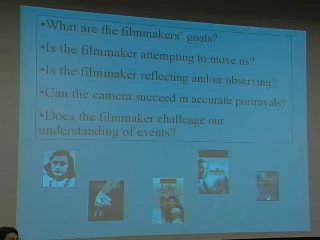 •What are the filmmakers' goals?
•Is the filmmaker attempting to move us?
•Is the filmmaker reflecting and or observing?
•Can the camera succeed in accurate portrayals?
•Does the filmmaker challenge our
understanding of events?